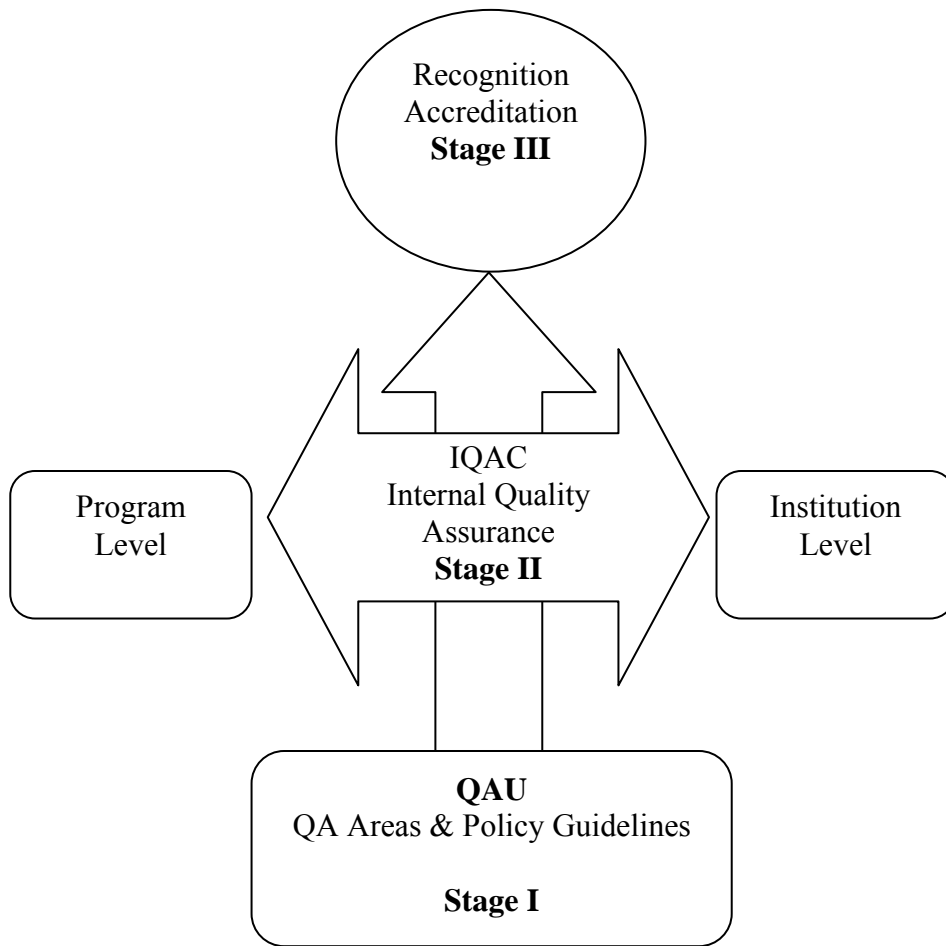 Recognition
Accreditation
Stage III
IQAC
Internal Quality
Assurance
Stage II
Program
Level
Institution
Level
QAU
QA Areas & Policy Guidelines
Stage I